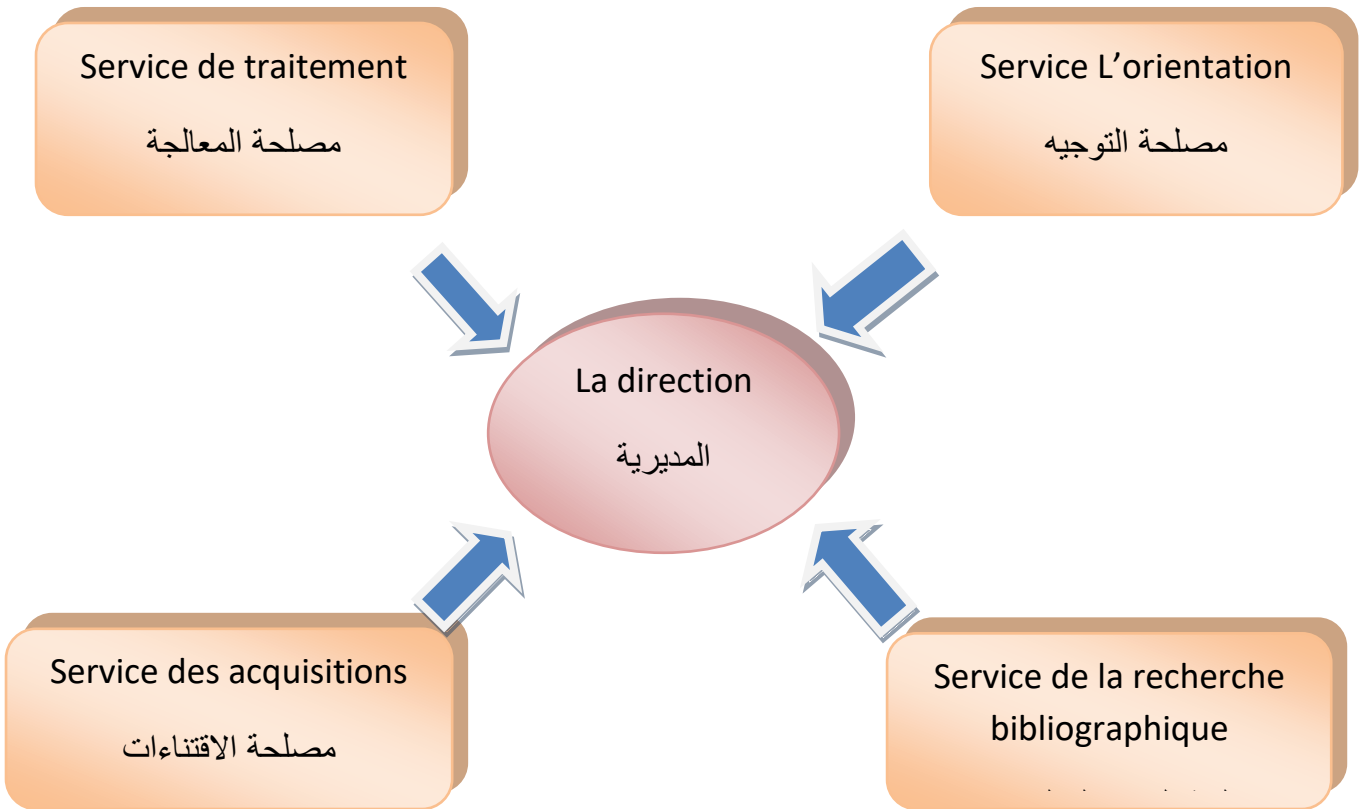 Service de traitement
مصلحة المعالجة
Service L’orientation
مصلحة التوجيه
La direction
المديرية
Service des acquisitions
مصلحة الاقتناءات
Service de la recherche
bibliographique